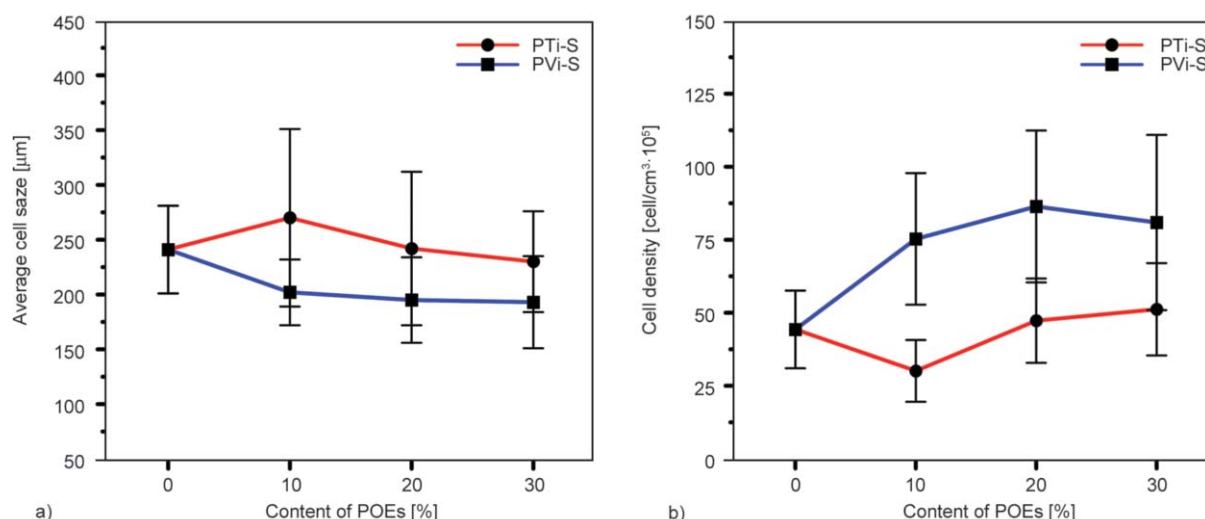 450
400
350
300
250
200
150
100
50
Average cell saze [µm]
PTi-S
PVi-S
0 10 20 30
Content of POEs [%]
a)
150
125
100
75
50
25
0
Cell density [cell/cm³·10⁵]
PTi-S
PVi-S
0 10 20 30
Content of POEs [%]
b)